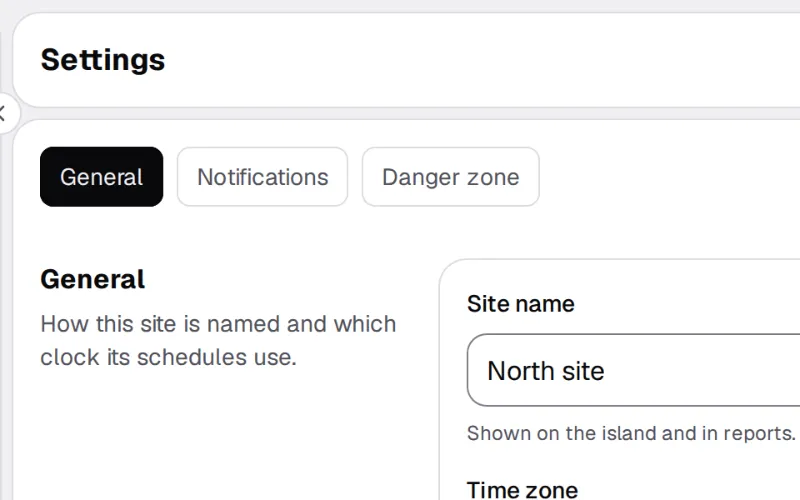 Settings
General
Notifications
Danger zone
General
How this site is named and which
clock its schedules use.
Site name
North site
Shown on the island and in reports.
Time zone